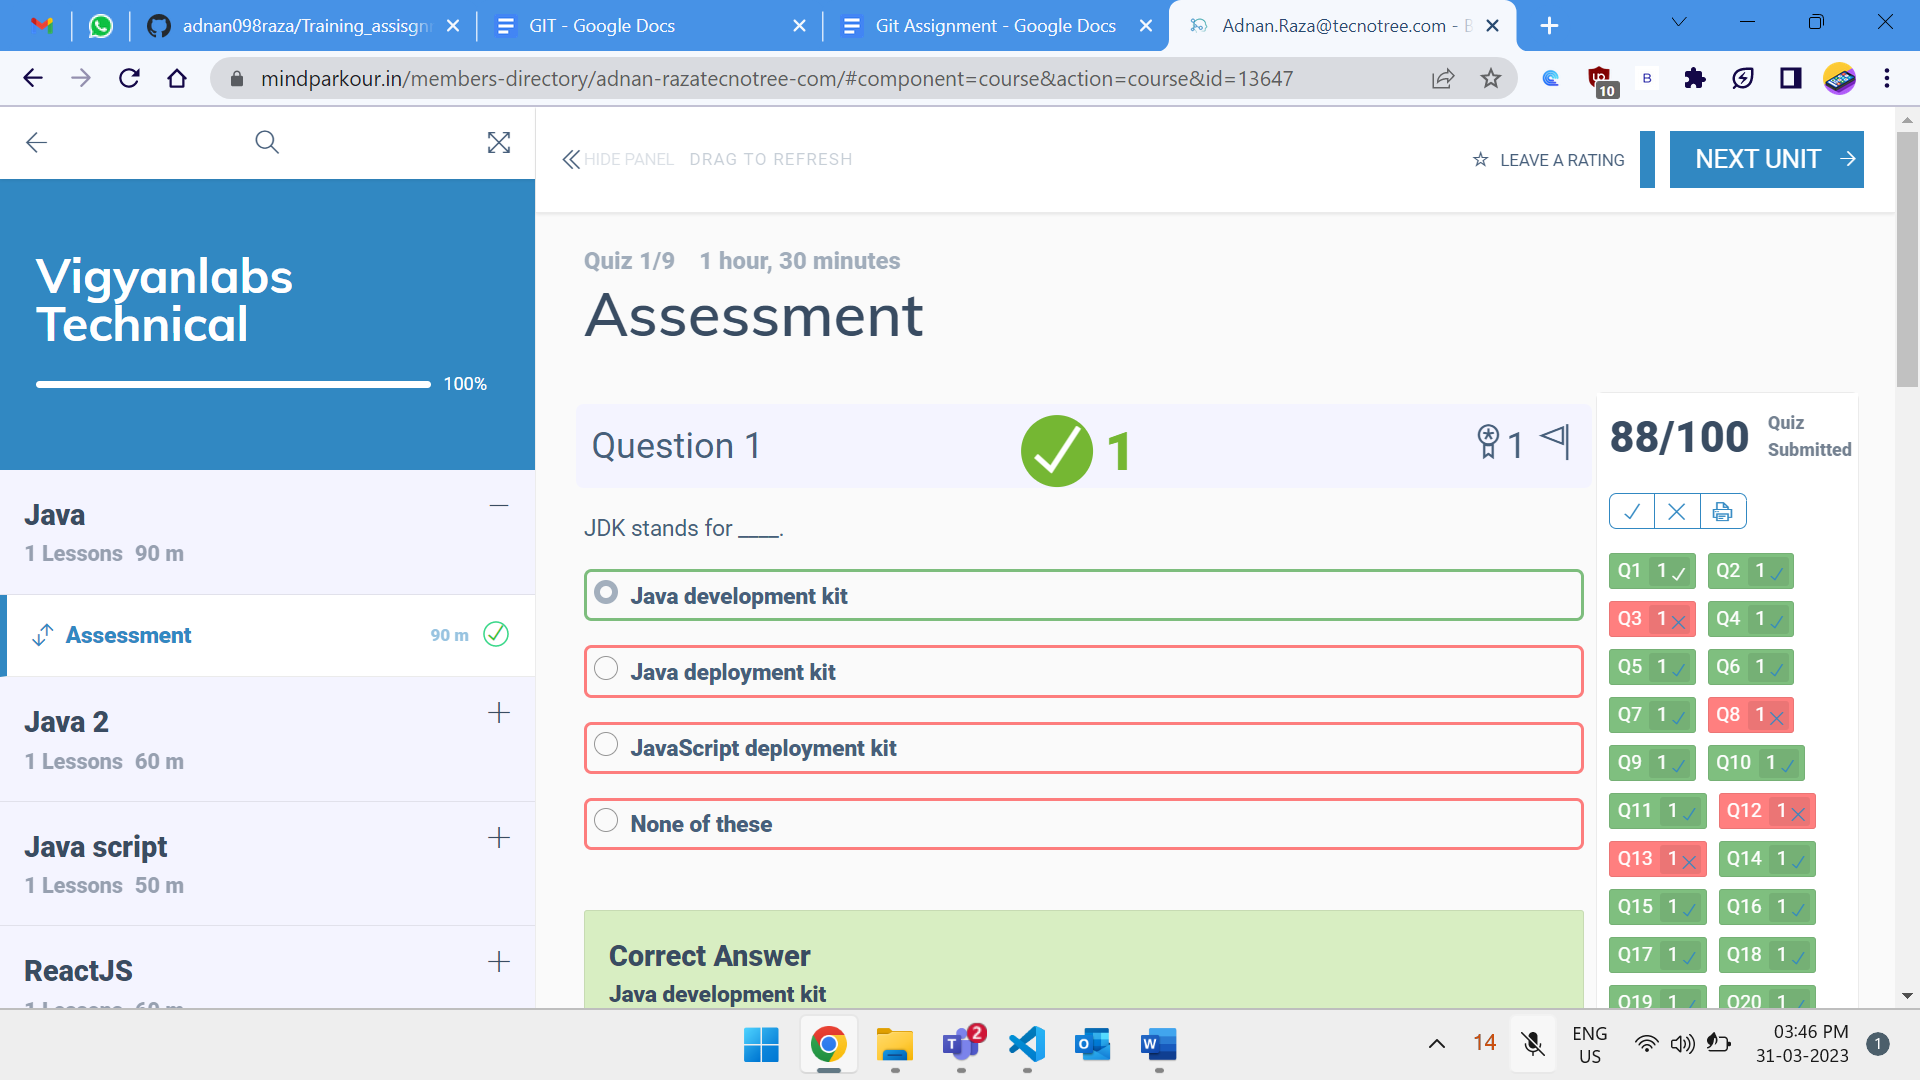 adnan098raza/Training_assisgn
GIT - Google Docs
Git Assignment - Google Docs
Adnan.Raza@tecnotree.com - B
mindparkour.in/members-directory/adnan-razatecnotree-com/#component=course&action=course&id=13647
10
B
HIDE PANEL
DRAG TO REFRESH
LEAVE A RATING
NEXT UNIT
Vigyanlabs
Technical
100%
Java
1 Lessons 90 m
Assessment
90 m
Java 2
1 Lessons 60 m
Java script
1 Lessons 50 m
ReactJS
1 Lessons 60 m
Quiz 1/9 1 hour, 30 minutes
Assessment
Question 1
1
1
JDK stands for ____.
Java development kit
Java deployment kit
JavaScript deployment kit
None of these
Correct Answer
Java development kit
88/100
Quiz
Submitted
Q1 1
Q2 1
Q3 1
Q4 1
Q5 1
Q6 1
Q7 1
Q8 1
Q9 1
Q10 1
Q11 1
Q12 1
Q13 1
Q14 1
Q15 1
Q16 1
Q17 1
Q18 1
Q19 1
Q20 1
T
2
O
W
14
ENG
US
03:46 PM
31-03-2023
1